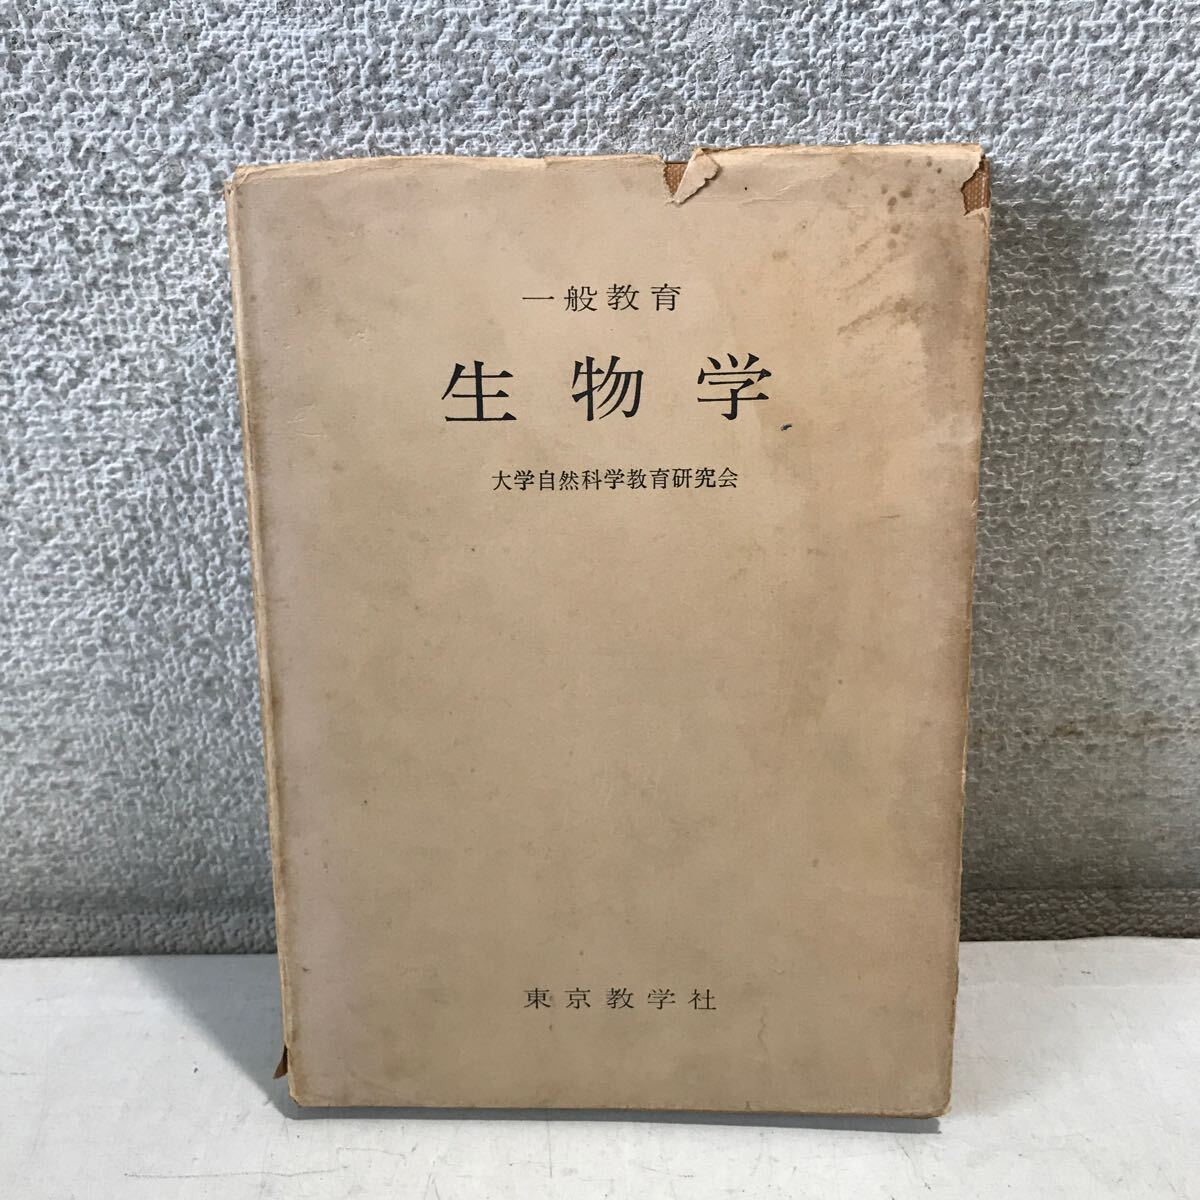 一般教育
生物学
大学自然科学教育研究会
東京教学社